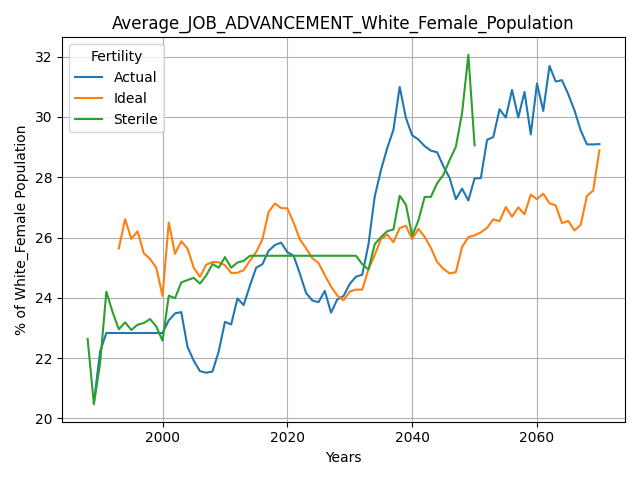 Average_JOB_ADVANCEMENT_White_Female_Population
Fertility
Actual
Ideal
Sterile
% of White_Female Population
32
30
28
26
24
22
20
2000 2020 2040 2060
Years